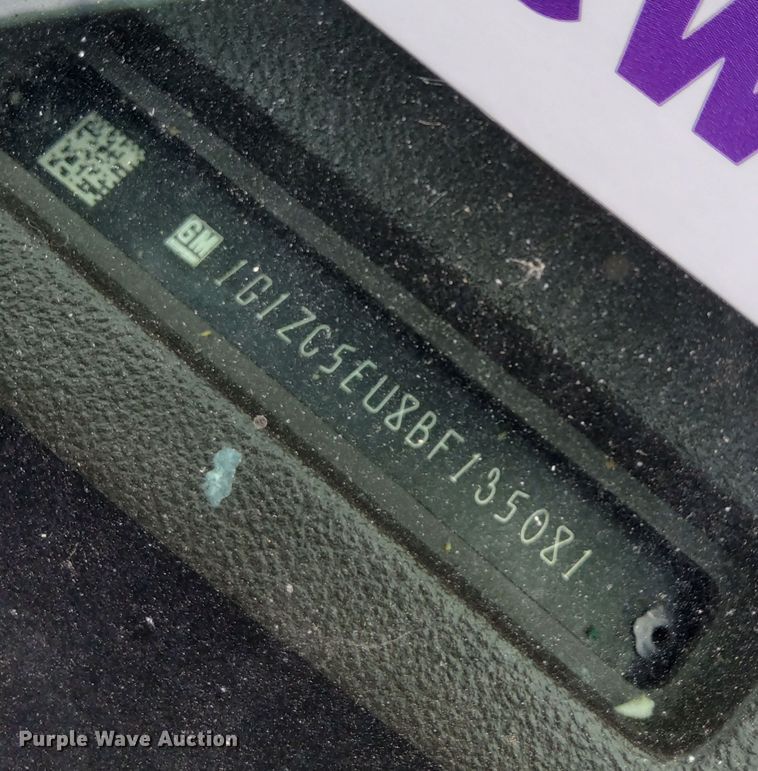 GM 1G1ZC5EU8BF135081
Purple Wave Auction